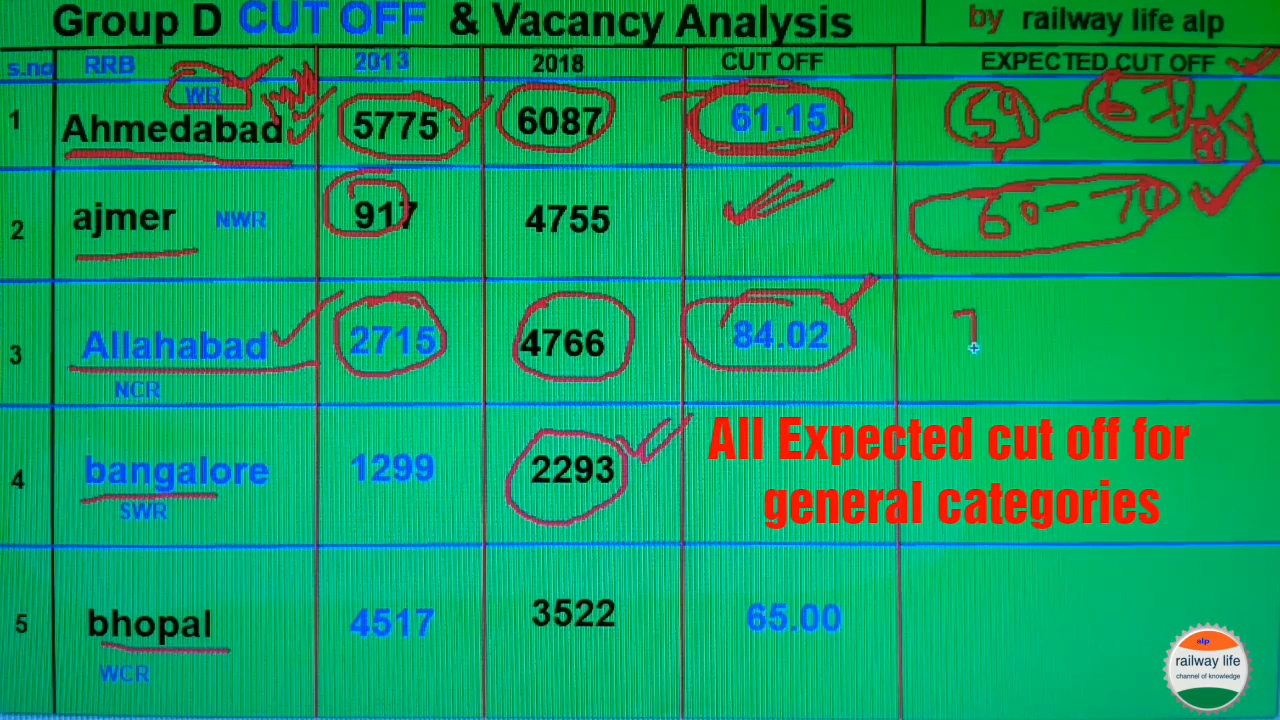 Group D CUT OFF & Vacancy Analysis by railway life alp
s.no RRB 2013 2018 CUT OFF EXPECTED CUT OFF
WR
1 Ahmedabad 5775 6087 61.15 59 - 67
2 ajmer NWR 917 4755 60-70
3 Allahabad 2715 4766 84.02 7
NCR
All Expected cut off for
4 bangalore 1299 2293
general categories
SWR
5 bhopal 4517 3522 65.00
WCR
alp
railway life
channel of knowledge